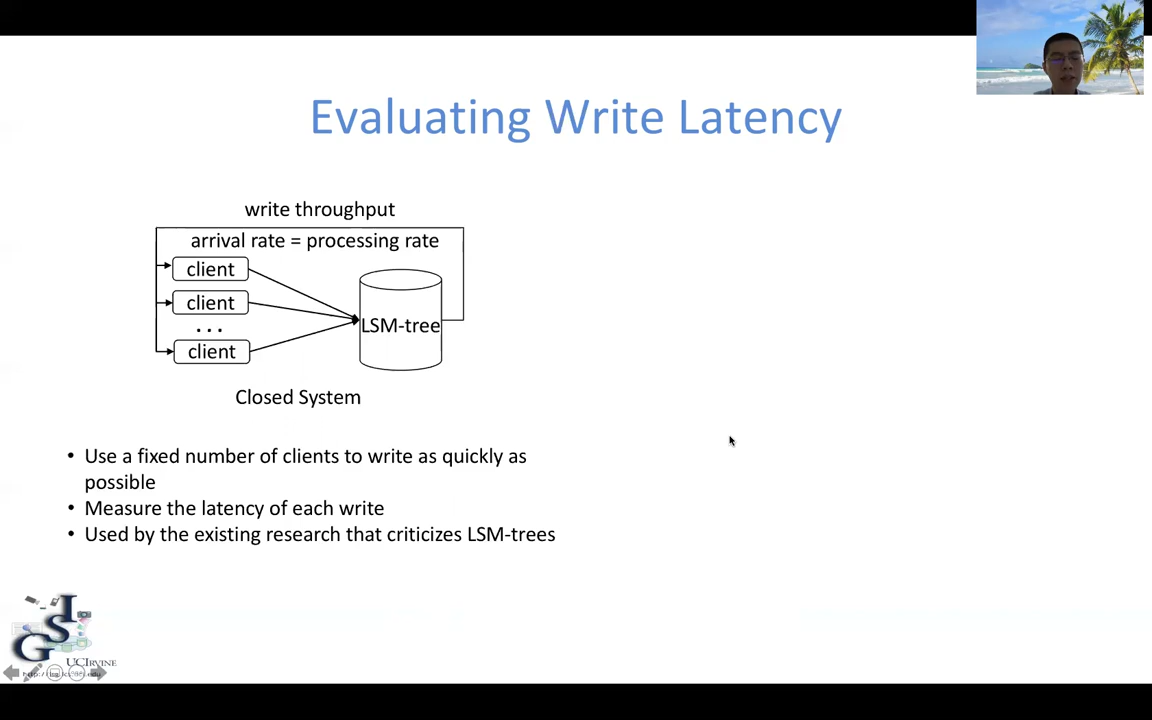 Evaluating Write Latency
write throughput
arrival rate = processing rate
client
client
...
client
LSM-tree
Closed System
• Use a fixed number of clients to write as quickly as
possible
• Measure the latency of each write
• Used by the existing research that criticizes LSM-trees
ISG
UCIRVINE